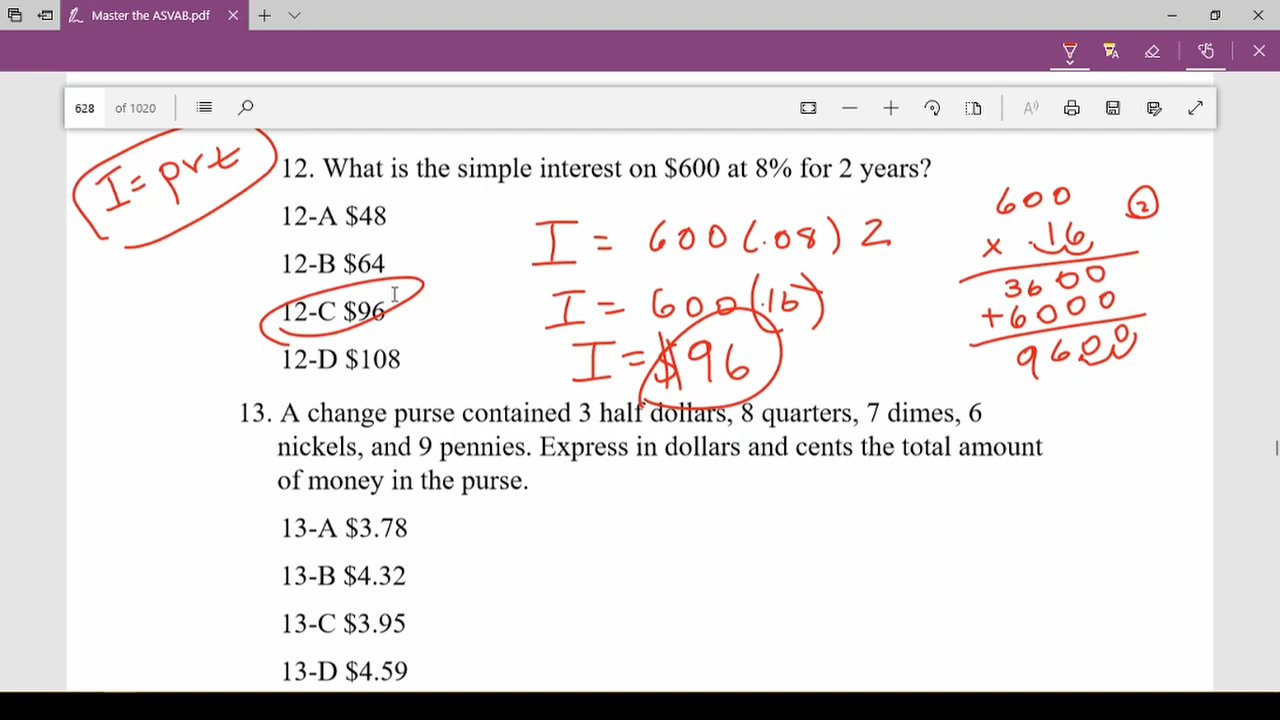 Master the ASVAB.pdf
628 of 1020
I = prt
12. What is the simple interest on $600 at 8% for 2 years?
12-A $48
12-B $64
12-C $96
12-D $108
I = 600 (.08) 2
I = 600 (.16)
I = $96
600
2
x .16
3600
+6000
9600
13. A change purse contained 3 half dollars, 8 quarters, 7 dimes, 6
nickels, and 9 pennies. Express in dollars and cents the total amount
of money in the purse.
13-A $3.78
13-B $4.32
13-C $3.95
13-D $4.59